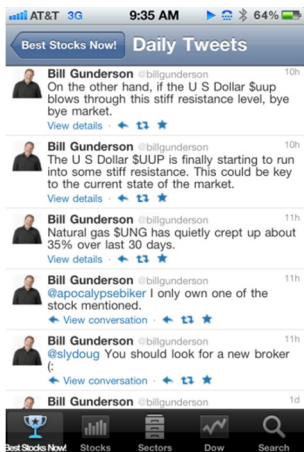 AT&T 3G 9:35 AM 64%
Best Stocks Now! Daily Tweets
Bill Gunderson @billgunderson 10h
On the other hand, if the U S Dollar $uup
blows through this stiff resistance level, bye
bye market.
View details
Bill Gunderson @billgunderson 10h
The U S Dollar $UUP is finally starting to run
into some stiff resistance. This could be key
to the current state of the market.
View details
Bill Gunderson @billgunderson 11h
Natural gas $UNG has quietly crept up about
35% over last 30 days.
View details
Bill Gunderson @billgunderson 11h
@apocalypsebiker I only own one of the
stock mentioned.
View conversation
Bill Gunderson @billgunderson 11h
@slydoug You should look for a new broker
(:
View conversation
Bill Gunderson @billgunderson 1d
Best Stocks Now! Stocks Sectors Dow Search